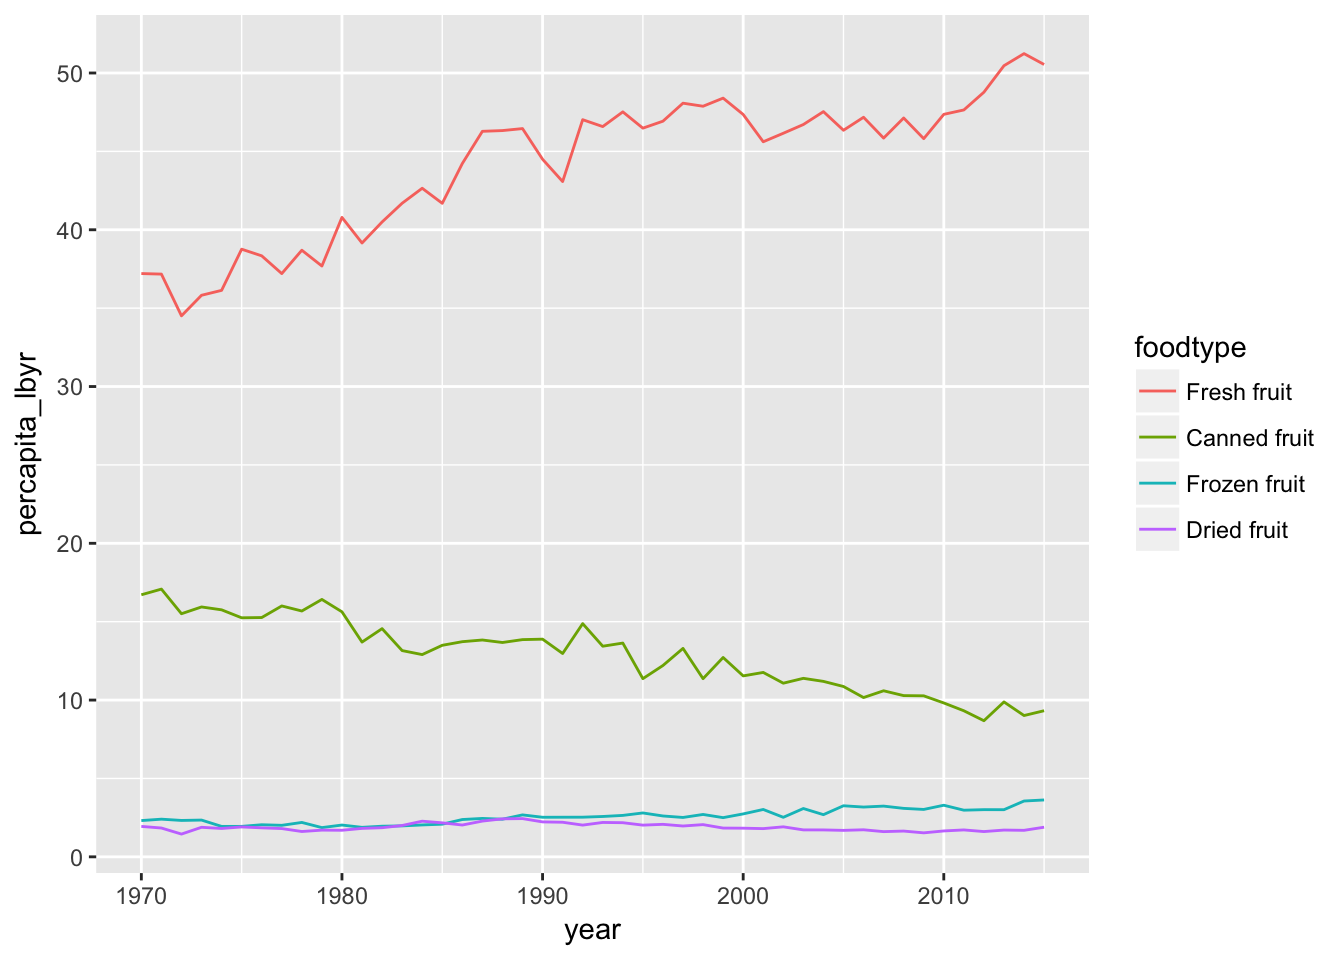 50
40
30
20
10
0
percapita_lbyr
1970 1980 1990 2000 2010
year
foodtype
Fresh fruit
Canned fruit
Frozen fruit
Dried fruit